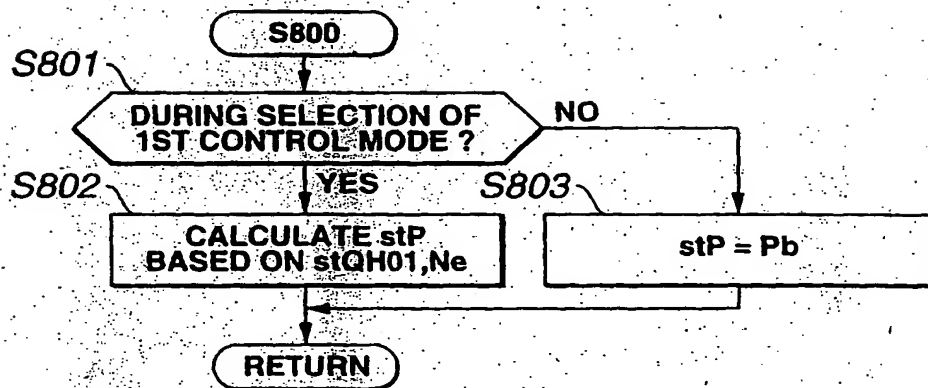 S800
S801
DURING SELECTION OF
1ST CONTROL MODE ?
NO
YES
S802
CALCULATE stP
BASED ON stQH01,Ne
S803
stP = Pb
RETURN